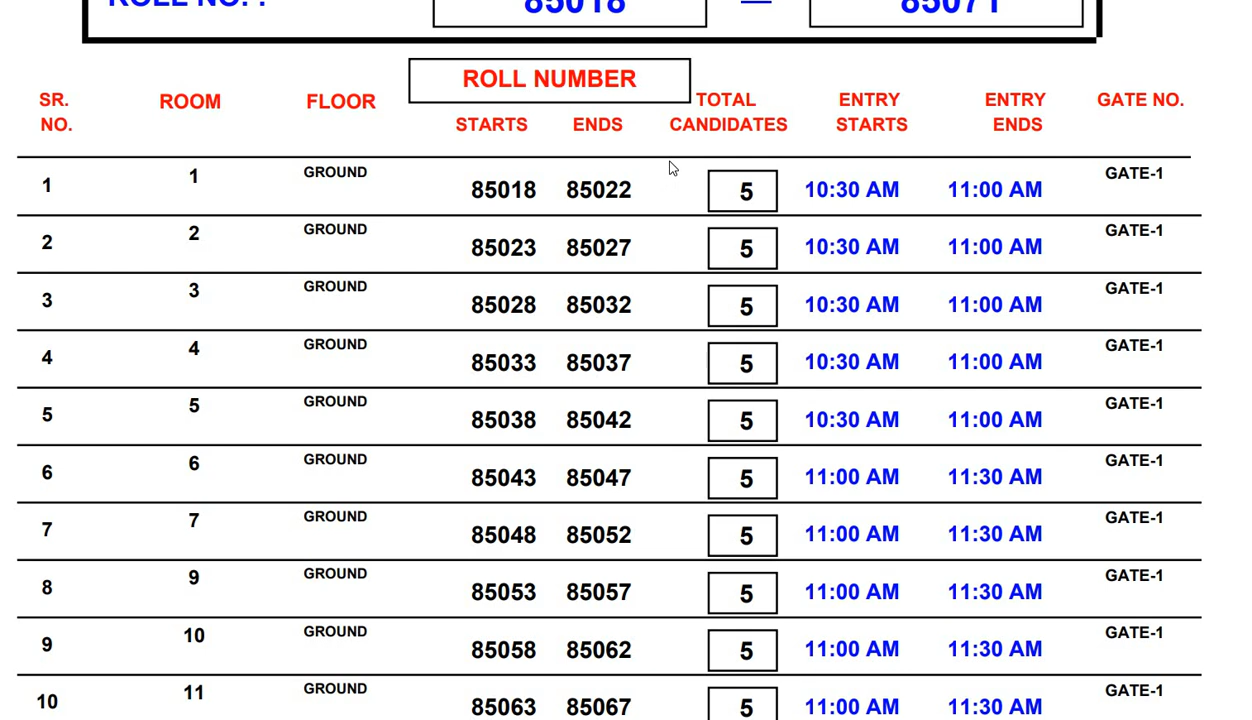 ROLL NO. : 85018 — 85071
ROLL NUMBER
SR. NO. ROOM FLOOR STARTS ENDS TOTAL CANDIDATES ENTRY STARTS ENTRY ENDS GATE NO.
1 1 GROUND 85018 85022 5 10:30 AM 11:00 AM GATE-1
2 2 GROUND 85023 85027 5 10:30 AM 11:00 AM GATE-1
3 3 GROUND 85028 85032 5 10:30 AM 11:00 AM GATE-1
4 4 GROUND 85033 85037 5 10:30 AM 11:00 AM GATE-1
5 5 GROUND 85038 85042 5 10:30 AM 11:00 AM GATE-1
6 6 GROUND 85043 85047 5 11:00 AM 11:30 AM GATE-1
7 7 GROUND 85048 85052 5 11:00 AM 11:30 AM GATE-1
8 9 GROUND 85053 85057 5 11:00 AM 11:30 AM GATE-1
9 10 GROUND 85058 85062 5 11:00 AM 11:30 AM GATE-1
10 11 GROUND 85063 85067 5 11:00 AM 11:30 AM GATE-1